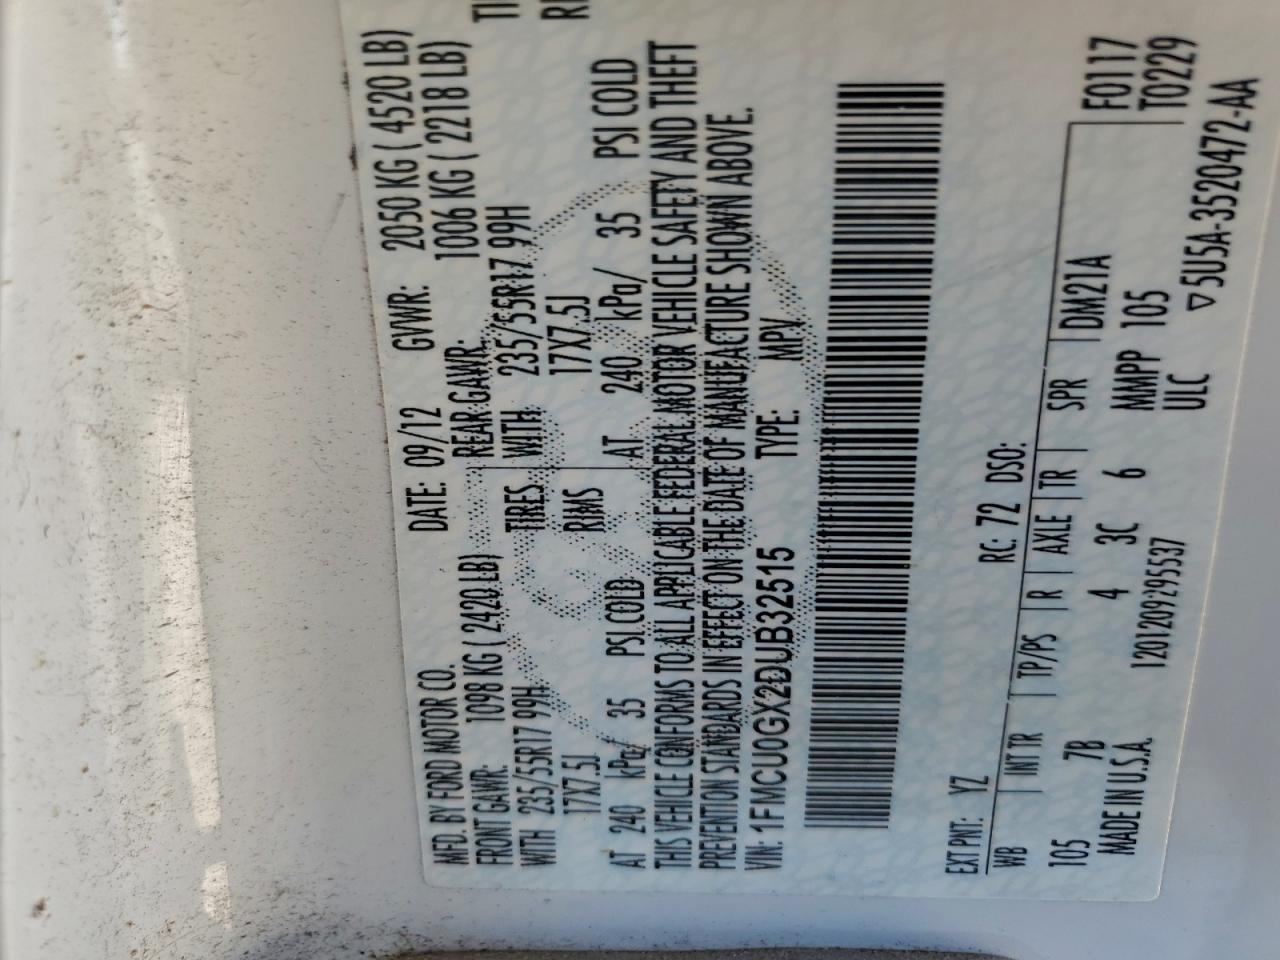 MFD. BY FORD MOTOR CO. DATE: 09/12 GVWR: 2050 KG ( 4520 LB)
FRONT GAWR: 1098 KG ( 2420 LB) REAR GAWR: 1006 KG ( 2218 LB)
WITH 235/55R17 99H TIRES WITH 235/55R17 99H
17X7.5J RIMS 17X7.5J
AT 240 kPa/ 35 PSI COLD AT 240 kPa/ 35 PSI COLD
THIS VEHICLE CONFORMS TO ALL APPLICABLE FEDERAL MOTOR VEHICLE SAFETY AND THEFT
PREVENTION STANDARDS IN EFFECT ON THE DATE OF MANUFACTURE SHOWN ABOVE.
VIN: 1FMCU0GX2DUB32515 TYPE: MPV
F0117
T0229
EXT PNT: YZ RC: 72 DSO:
WB INT TR TP/PS R AXLE TR SPR DM21A
105 7B 4 3C 6 MMPP 105
ULC
MADE IN U.S.A. 1201209295537 ▽5U5A-3520472-AA